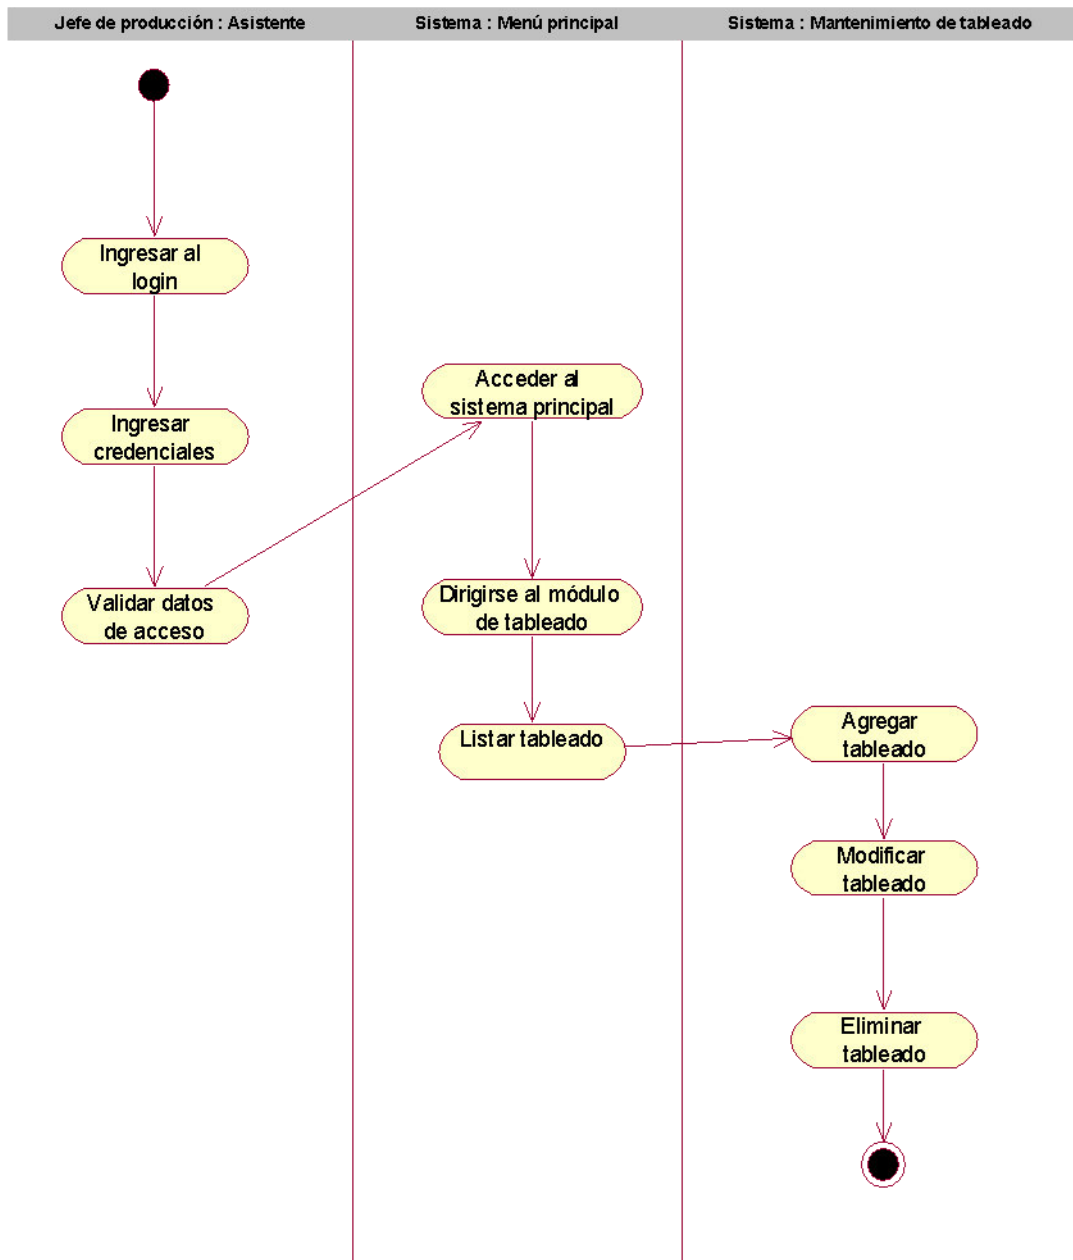 Jefe de producción : Asistente
Sistema : Menú principal
Sistema : Mantenimiento de tableado
Ingresar al
login
Ingresar
credenciales
Validar datos
de acceso
Acceder al
sistema principal
Dirigirse al módulo
de tableado
Listar tableado
Agregar
tableado
Modificar
tableado
Eliminar
tableado